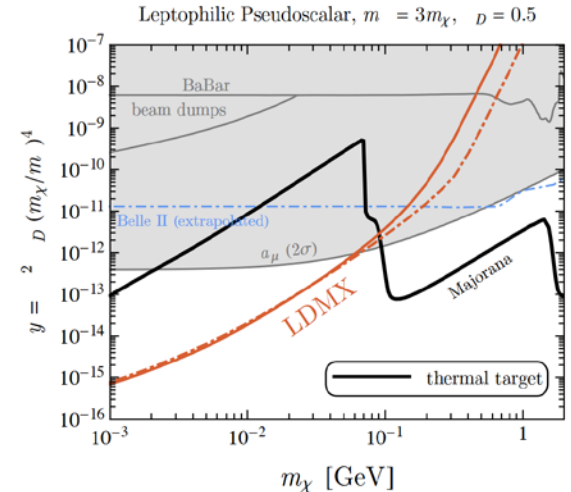 Leptophilic Pseudoscalar, m = 3mχ, D = 0.5
10⁻⁷
10⁻⁸
10⁻⁹
10⁻¹⁰
10⁻¹¹
10⁻¹²
10⁻¹³
10⁻¹⁴
10⁻¹⁵
10⁻¹⁶
y = ² D (mχ/m )⁴
BaBar
beam dumps
Belle II (extrapolated)
aμ (2σ)
LDMX
Majorana
thermal target
10⁻³ 10⁻² 10⁻¹ 1
mχ [GeV]